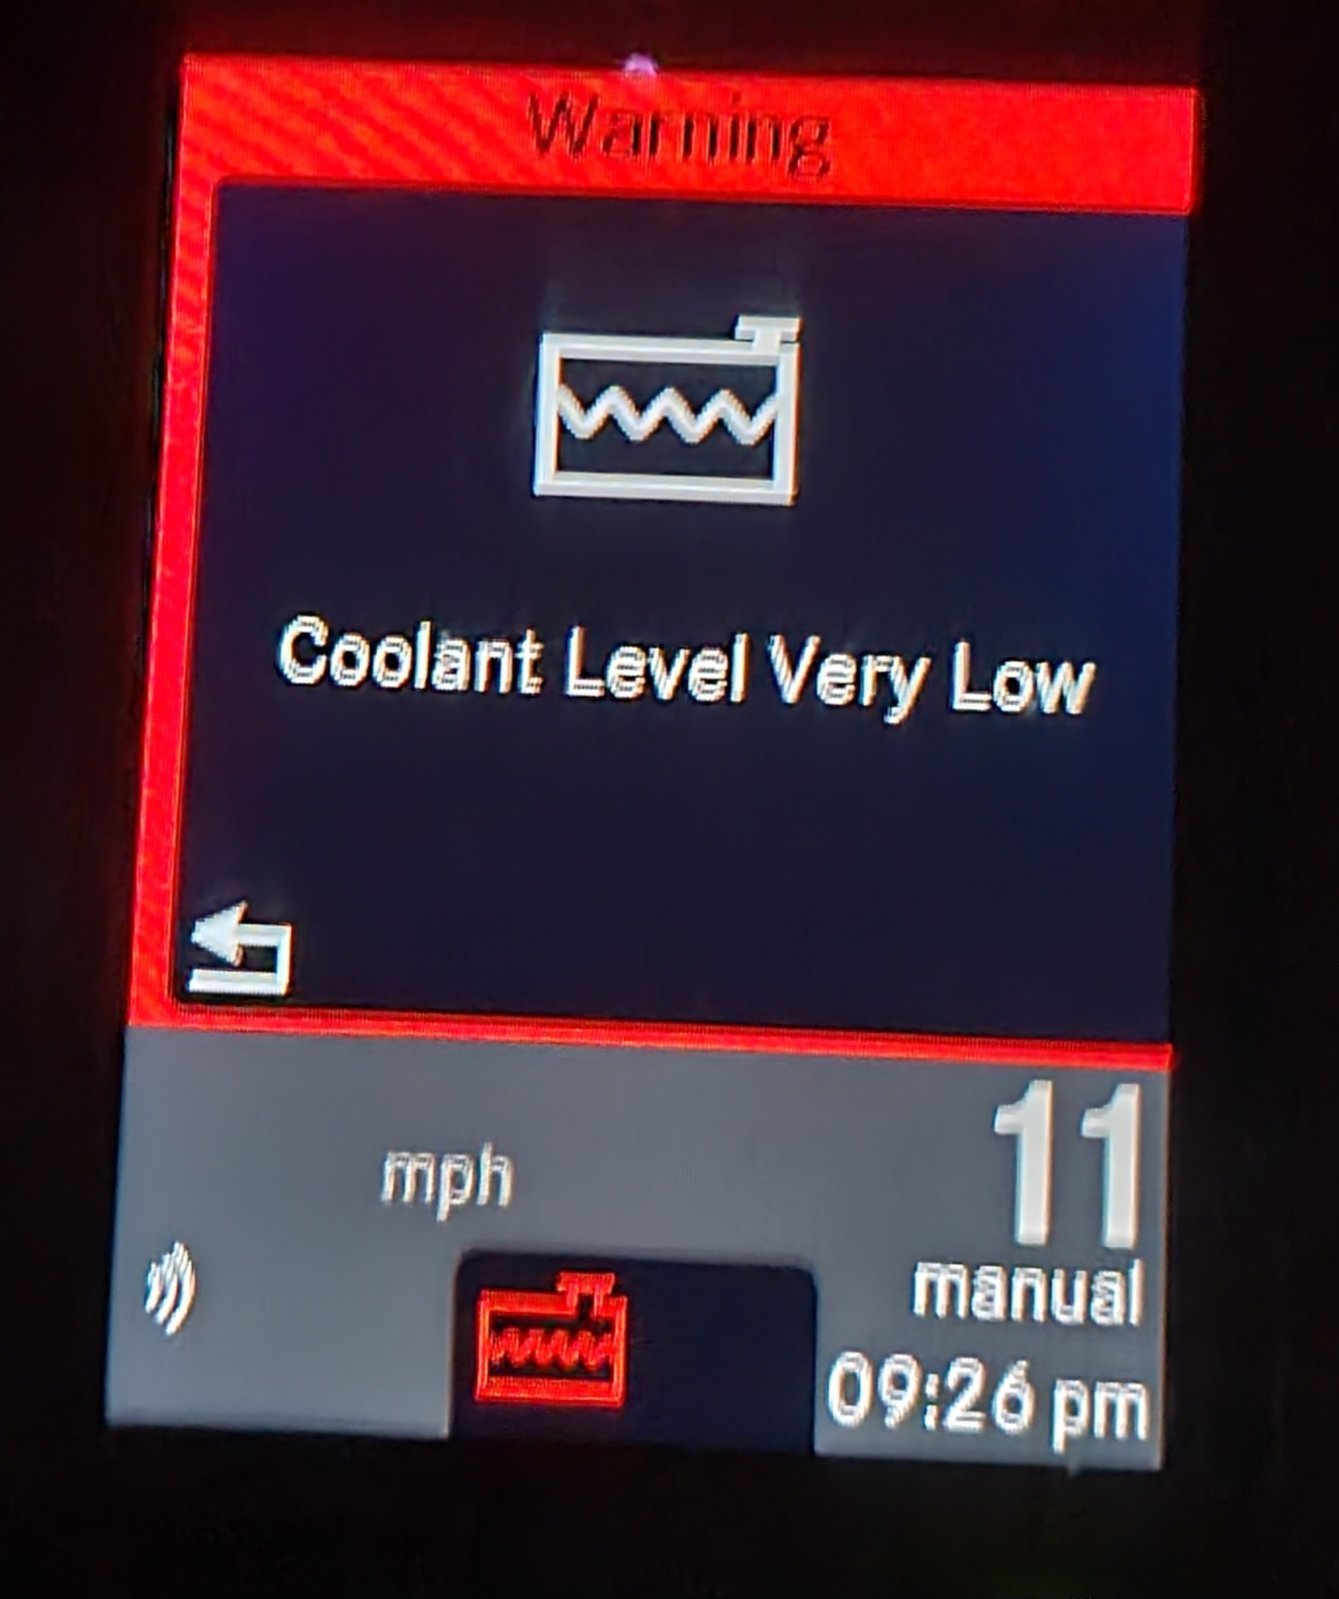 Warning
Coolant Level Very Low
11
mph
manual
09:26 pm